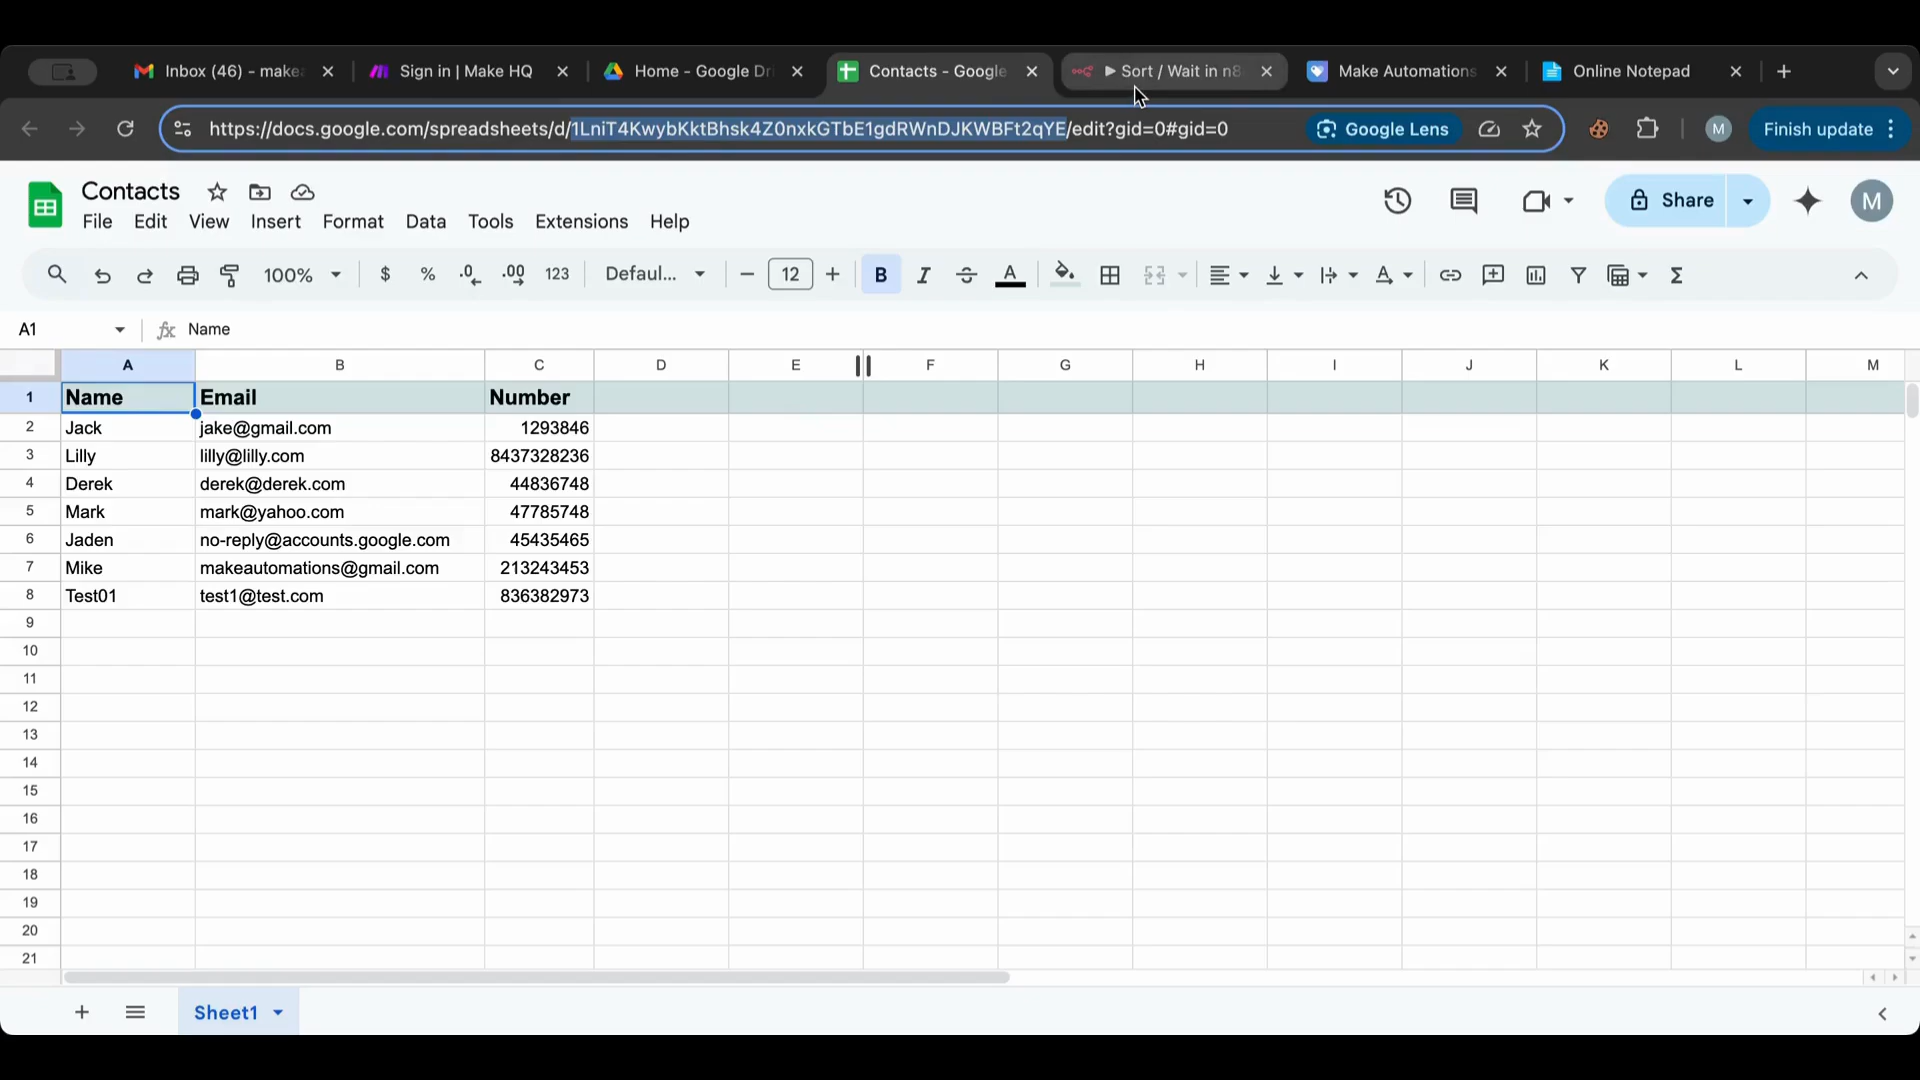 Inbox (46) - make
Sign in | Make HQ
Home - Google Dri
Contacts - Google
Sort / Wait in n8
Make Automations
Online Notepad
https://docs.google.com/spreadsheets/d/1LniT4KwybKktBhsk4Z0nxkGTbE1gdRWnDJKWBFt2qYE/edit?gid=0#gid=0
Google Lens
M
Finish update
Contacts
File Edit View Insert Format Data Tools Extensions Help
Share
M
100%
$ % .0 .00 123
Defaul...
12
B I S A
A1
fx Name
A B C D E F G H I J K L M
1 Name Email Number
2 Jack jake@gmail.com 1293846
3 Lilly lilly@lilly.com 8437328236
4 Derek derek@derek.com 44836748
5 Mark mark@yahoo.com 47785748
6 Jaden no-reply@accounts.google.com 45435465
7 Mike makeautomations@gmail.com 213243453
8 Test01 test1@test.com 836382973
9
10
11
12
13
14
15
16
17
18
19
20
21
Sheet1